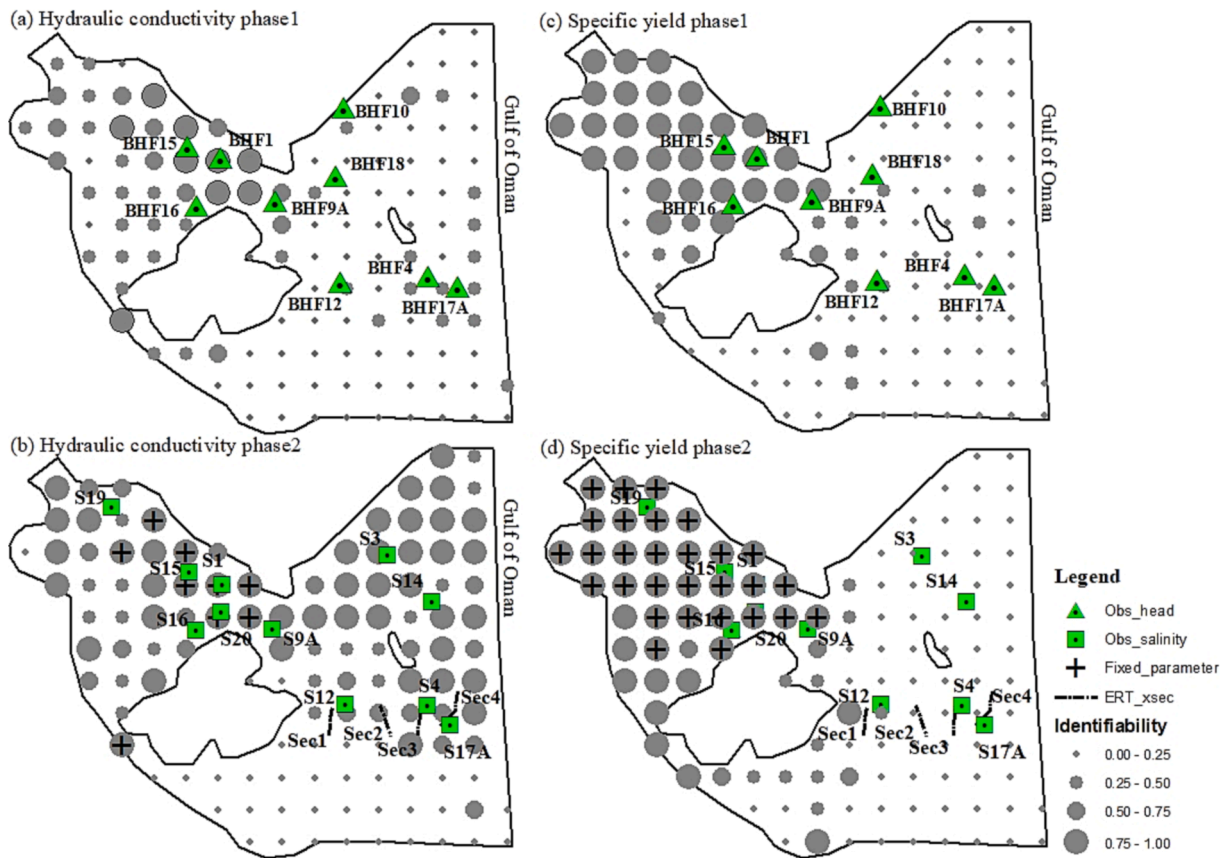 (a) Hydraulic conductivity phase1
BHF10
BHF15
BHF1
BHF18
BHF16
BHF9A
BHF4
BHF12
BHF17A
Gulf of Oman
(c) Specific yield phase1
BHF10
BHF15
BHF1
BHF18
BHF16
BHF9A
BHF4
BHF12
BHF17A
Gulf of Oman
(b) Hydraulic conductivity phase2
S19
S3
S15
S1
S14
S16
S20
S9A
S12
S4
Sec4
Sec1
Sec2
Sec3
S17A
Gulf of Oman
(d) Specific yield phase2
S19
S3
S15
S1
S14
S16
S20
S9A
S12
S4
Sec4
Sec1
Sec2
Sec3
S17A
Legend
Obs_head
Obs_salinity
Fixed_parameter
ERT_xsec
Identifiability
0.00 - 0.25
0.25 - 0.50
0.50 - 0.75
0.75 - 1.00